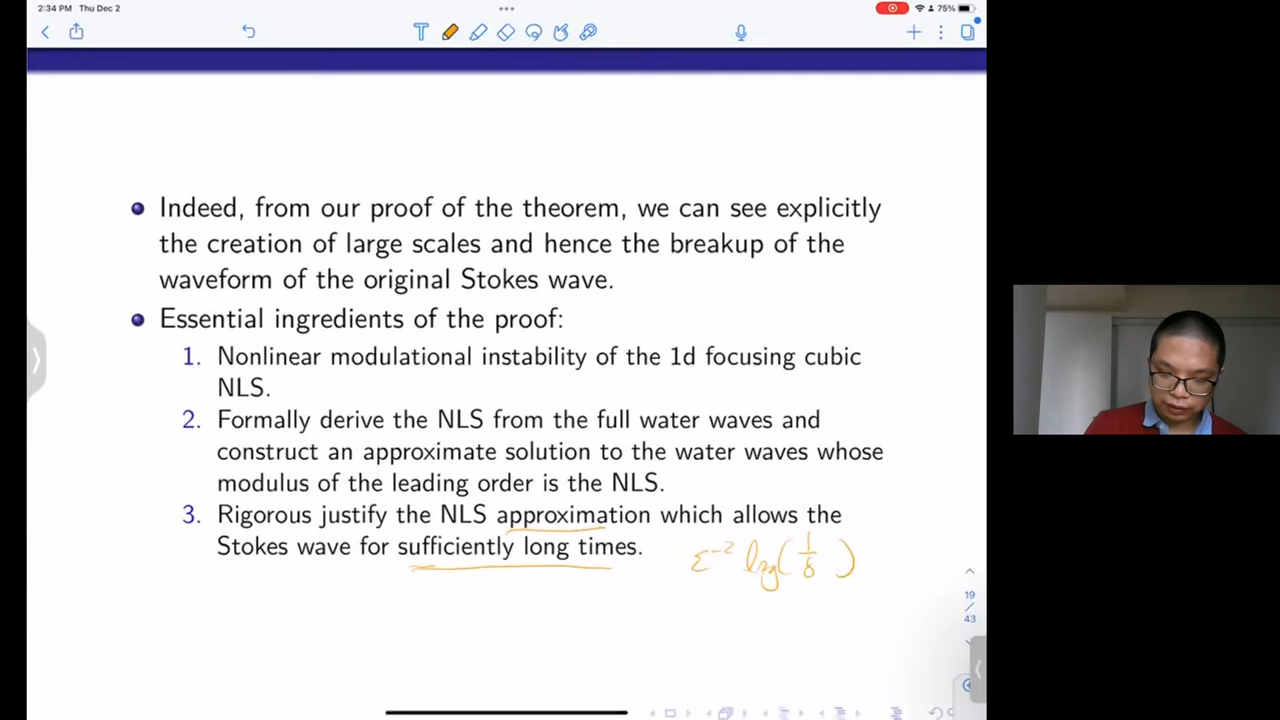 2:34 PM Thu Dec 2
75%
Indeed, from our proof of the theorem, we can see explicitly
the creation of large scales and hence the breakup of the
waveform of the original Stokes wave.
Essential ingredients of the proof:
1. Nonlinear modulational instability of the 1d focusing cubic
NLS.
2. Formally derive the NLS from the full water waves and
construct an approximate solution to the water waves whose
modulus of the leading order is the NLS.
3. Rigorous justify the NLS approximation which allows the
Stokes wave for sufficiently long times.
ε⁻² log(1/δ)
19
/
43